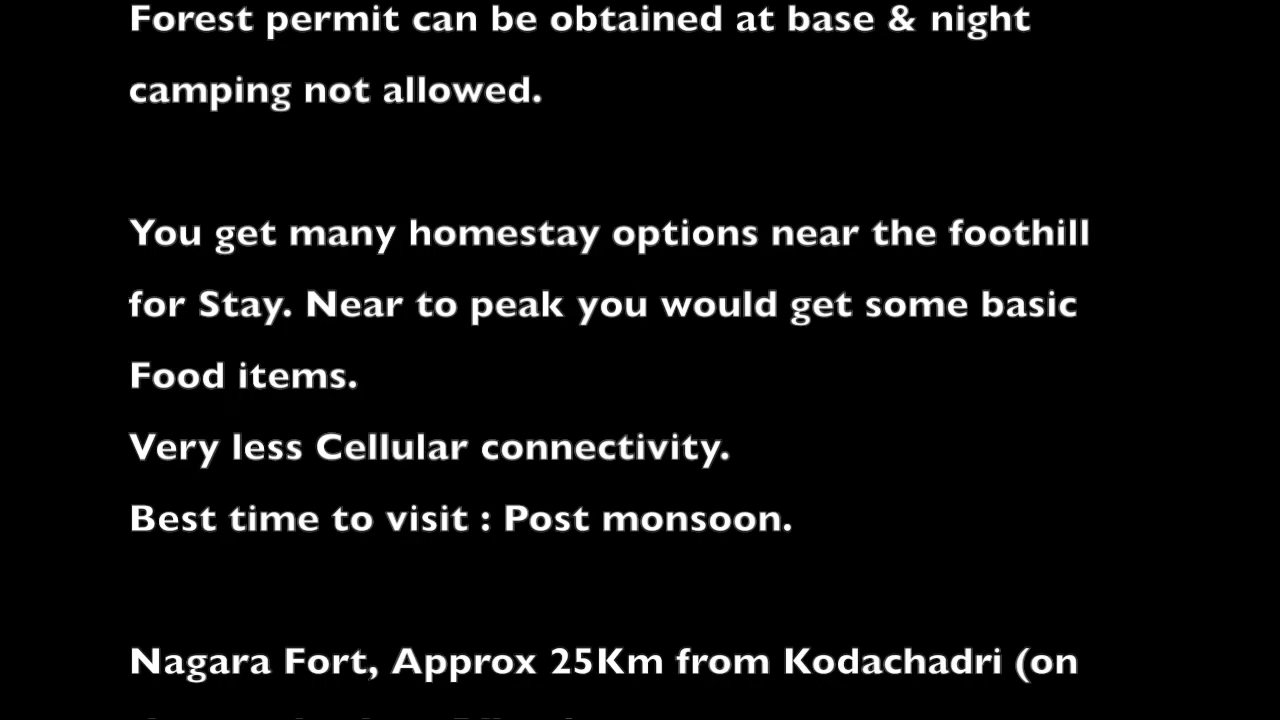 Forest permit can be obtained at base & night
camping not allowed.
You get many homestay options near the foothill
for Stay. Near to peak you would get some basic
Food items.
Very less Cellular connectivity.
Best time to visit : Post monsoon.
Nagara Fort, Approx 25Km from Kodachadri (on